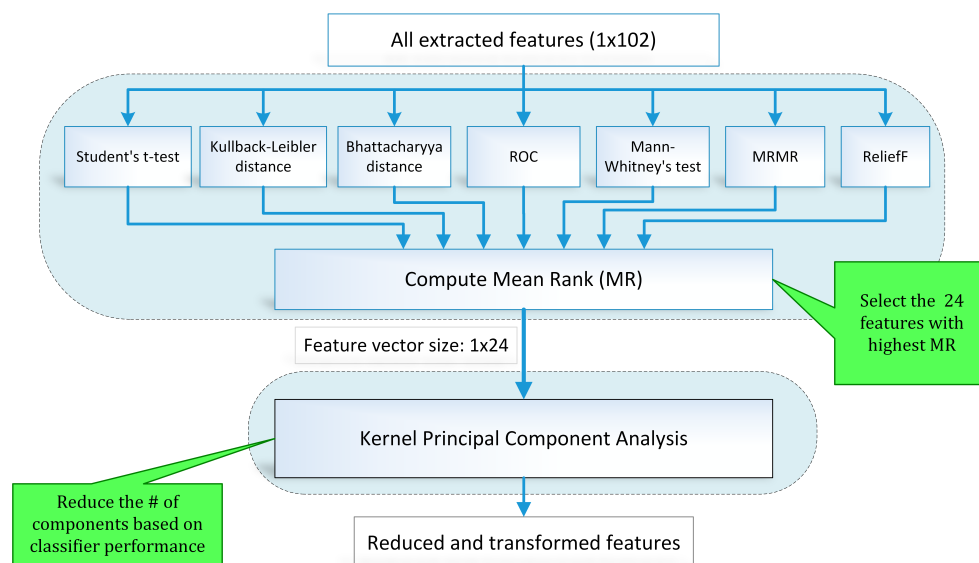 All extracted features (1x102)
Student's t-test
Kullback-Leibler
distance
Bhattacharyya
distance
ROC
Mann-
Whitney's test
MRMR
ReliefF
Compute Mean Rank (MR)
Select the 24
features with
highest MR
Feature vector size: 1x24
Kernel Principal Component Analysis
Reduce the # of
components based on
classifier performance
Reduced and transformed features